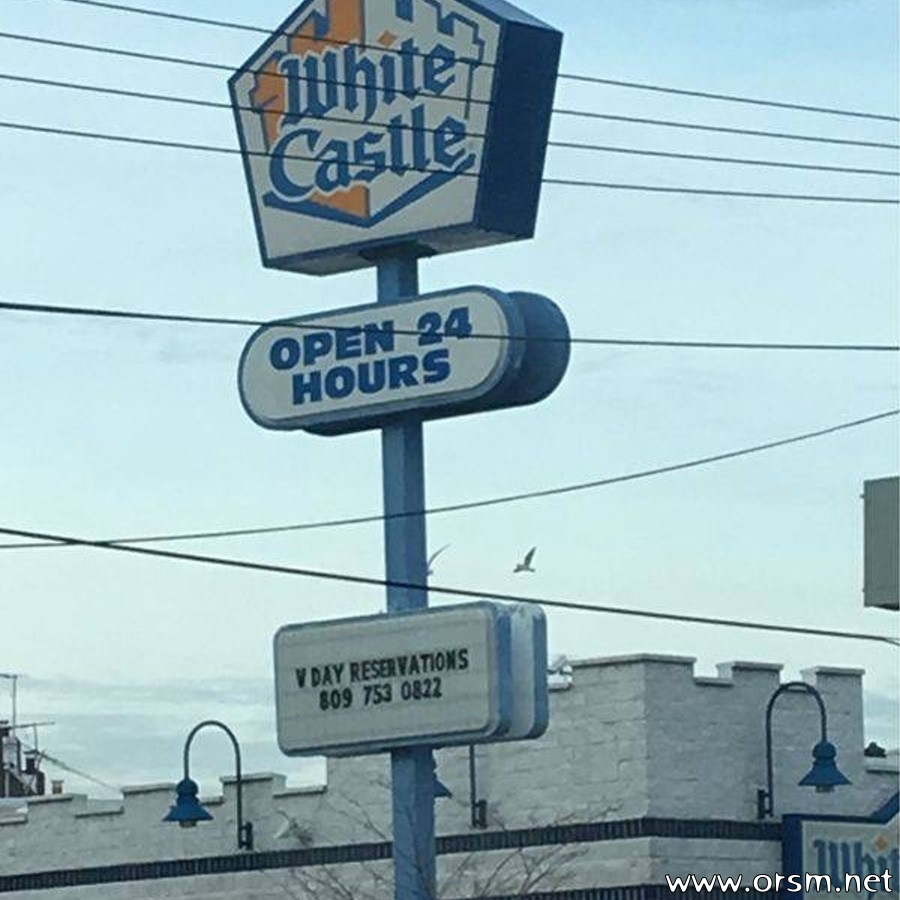 White
Castle
OPEN 24
HOURS
V DAY RESERVATIONS
809 753 0822
www.orsm.net